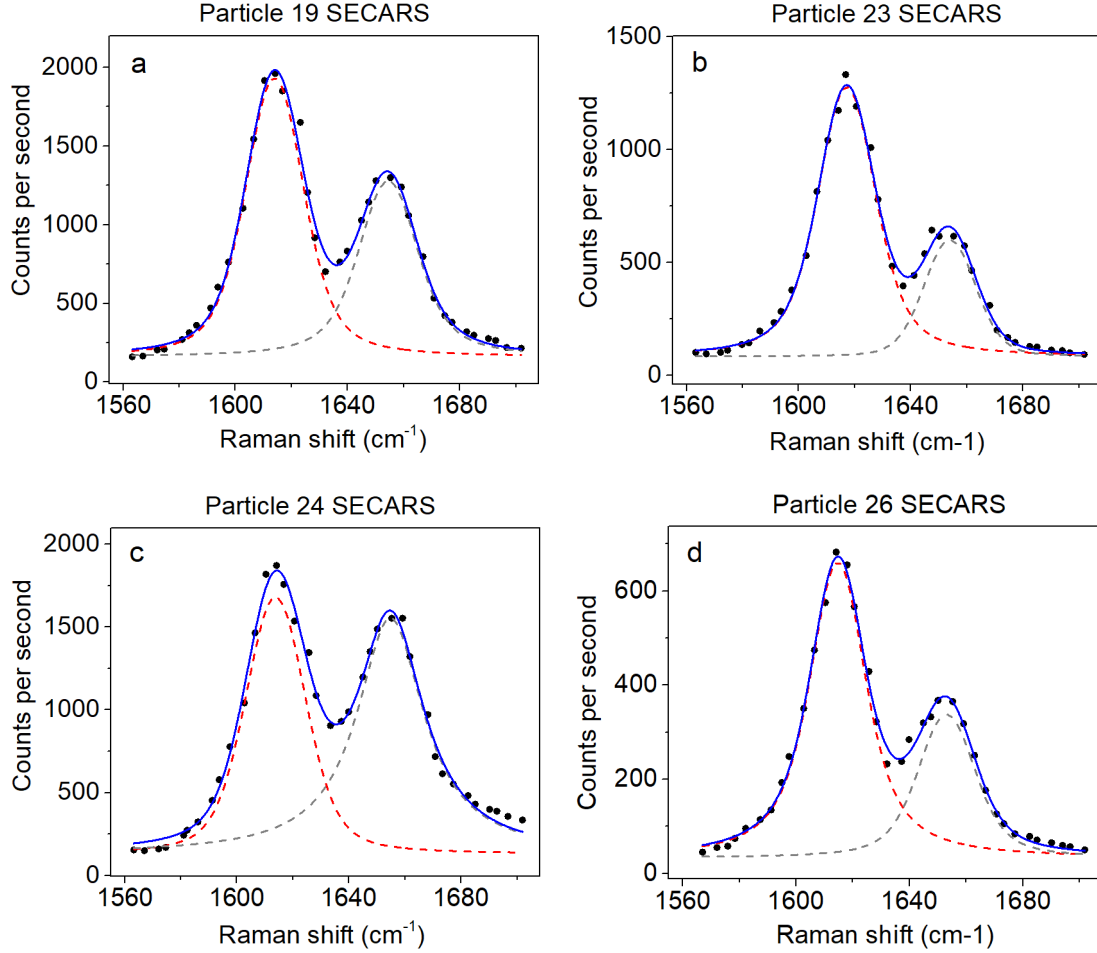 Particle 19 SECARS
a
2000
1500
1000
500
0
1560 1600 1640 1680
Counts per second
Raman shift (cm⁻¹)
Particle 23 SECARS
b
1500
1000
500
0
1560 1600 1640 1680
Counts per second
Raman shift (cm-1)
Particle 24 SECARS
c
2000
1500
1000
500
0
1560 1600 1640 1680
Counts per second
Raman shift (cm⁻¹)
Particle 26 SECARS
d
600
400
200
0
1560 1600 1640 1680
Counts per second
Raman shift (cm-1)